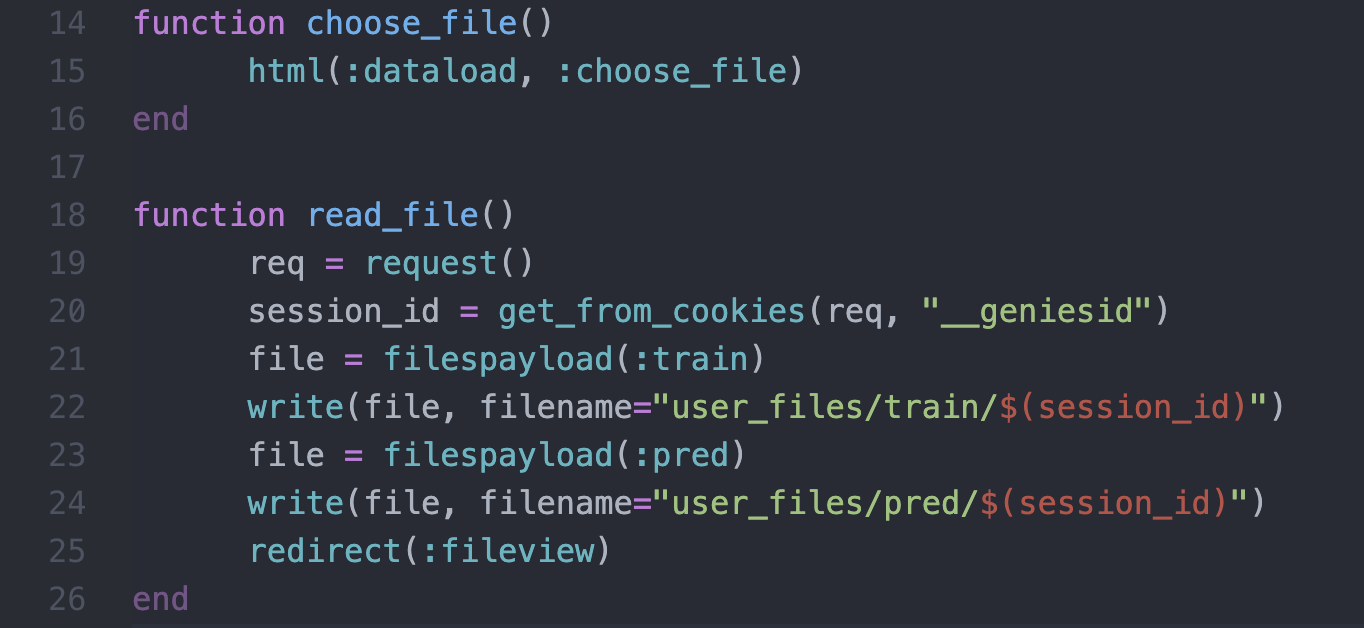 14 function choose_file()
15 html(:dataload, :choose_file)
16 end
17
18 function read_file()
19 req = request()
20 session_id = get_from_cookies(req, "__geniesid")
21 file = filespayload(:train)
22 write(file, filename="user_files/train/$(session_id)")
23 file = filespayload(:pred)
24 write(file, filename="user_files/pred/$(session_id)")
25 redirect(:fileview)
26 end